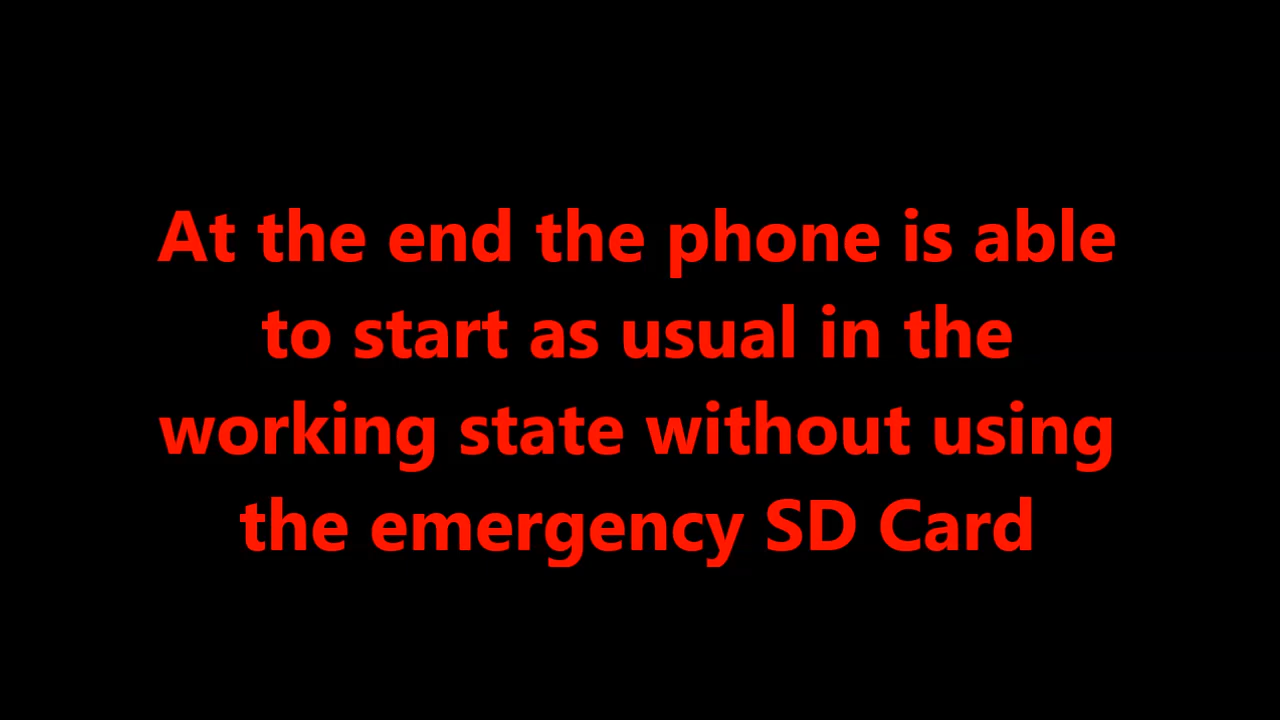 At the end the phone is able
to start as usual in the
working state without using
the emergency SD Card